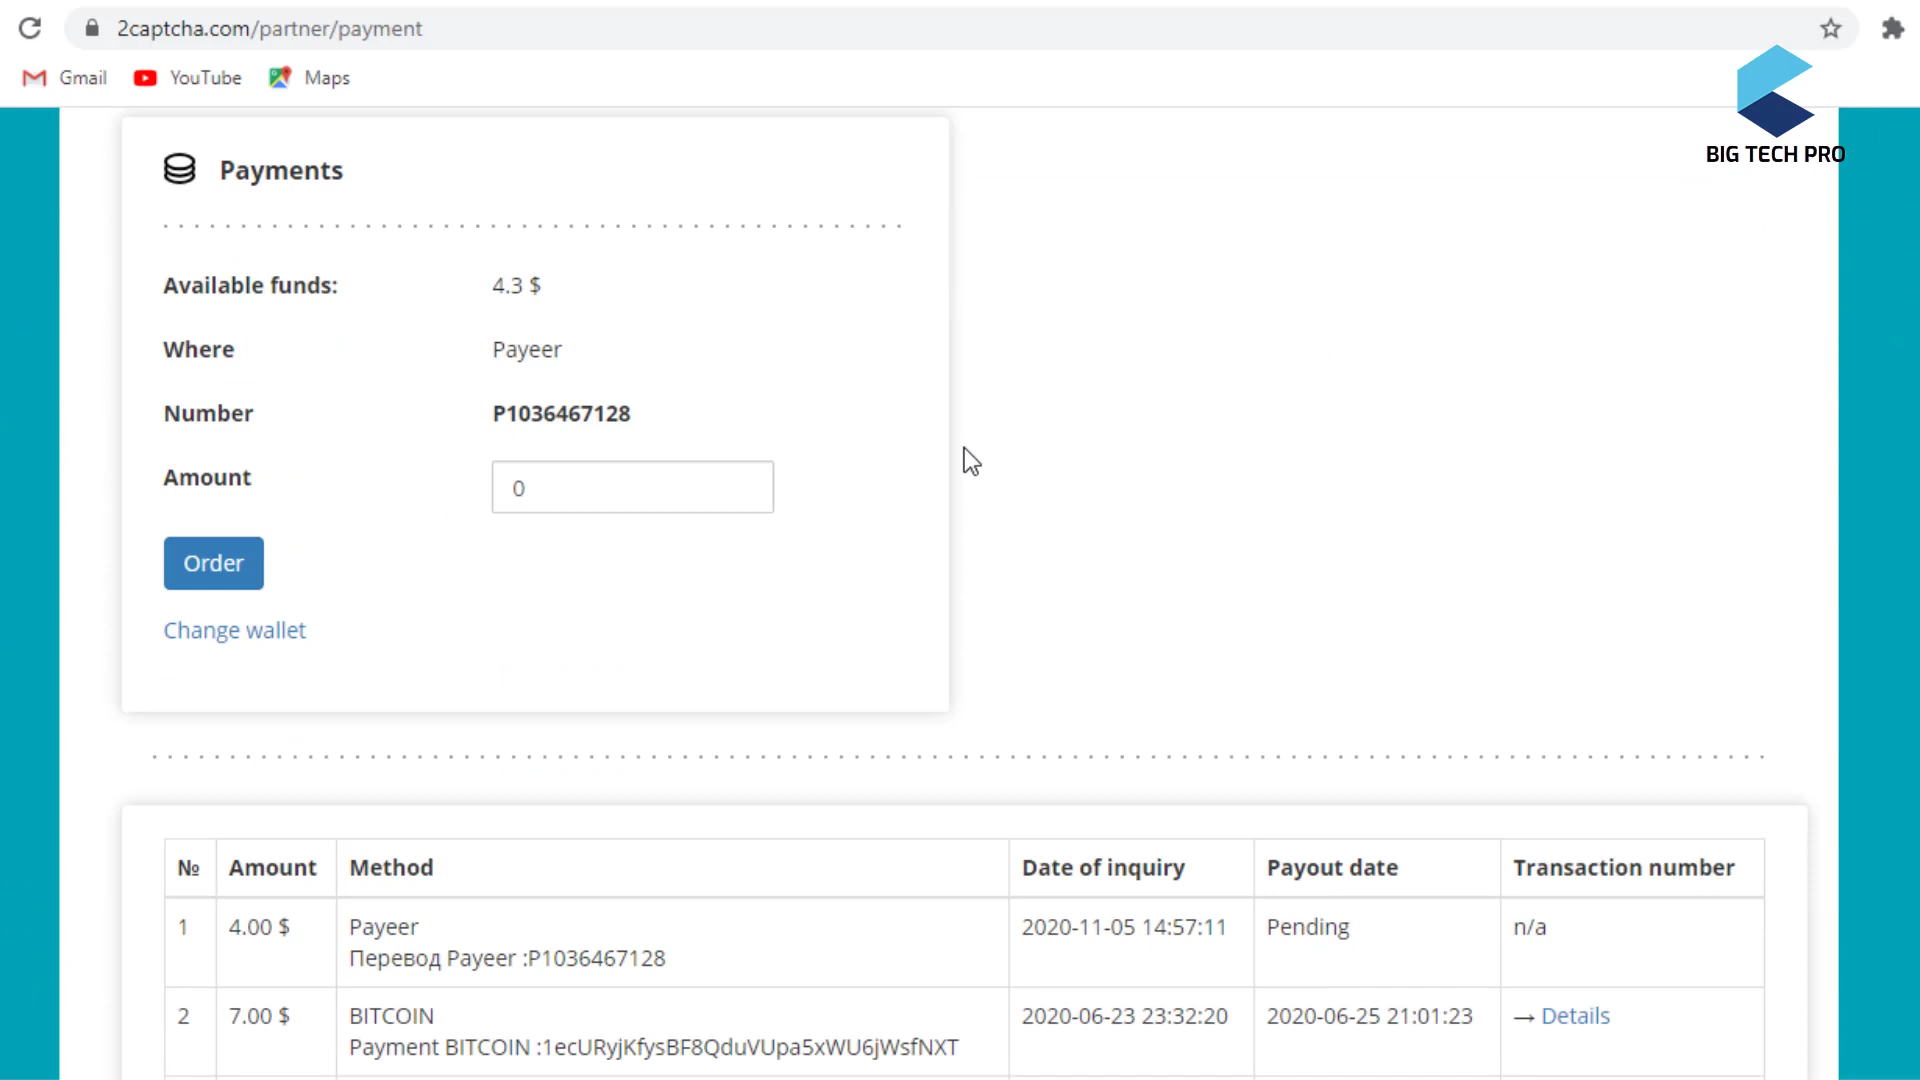 2captcha.com/partner/payment
Gmail YouTube Maps
BIG TECH PRO
Payments
Available funds: 4.3 $
Where Payeer
Number P1036467128
Amount 0
Order
Change wallet
№ Amount Method Date of inquiry Payout date Transaction number
1 4.00 $ Payeer 2020-11-05 14:57:11 Pending n/a
Перевод Payeer :P1036467128
2 7.00 $ BITCOIN 2020-06-23 23:32:20 2020-06-25 21:01:23 → Details
Payment BITCOIN :1ecURyjKfysBF8QduVUpa5xWU6jWsfNXT